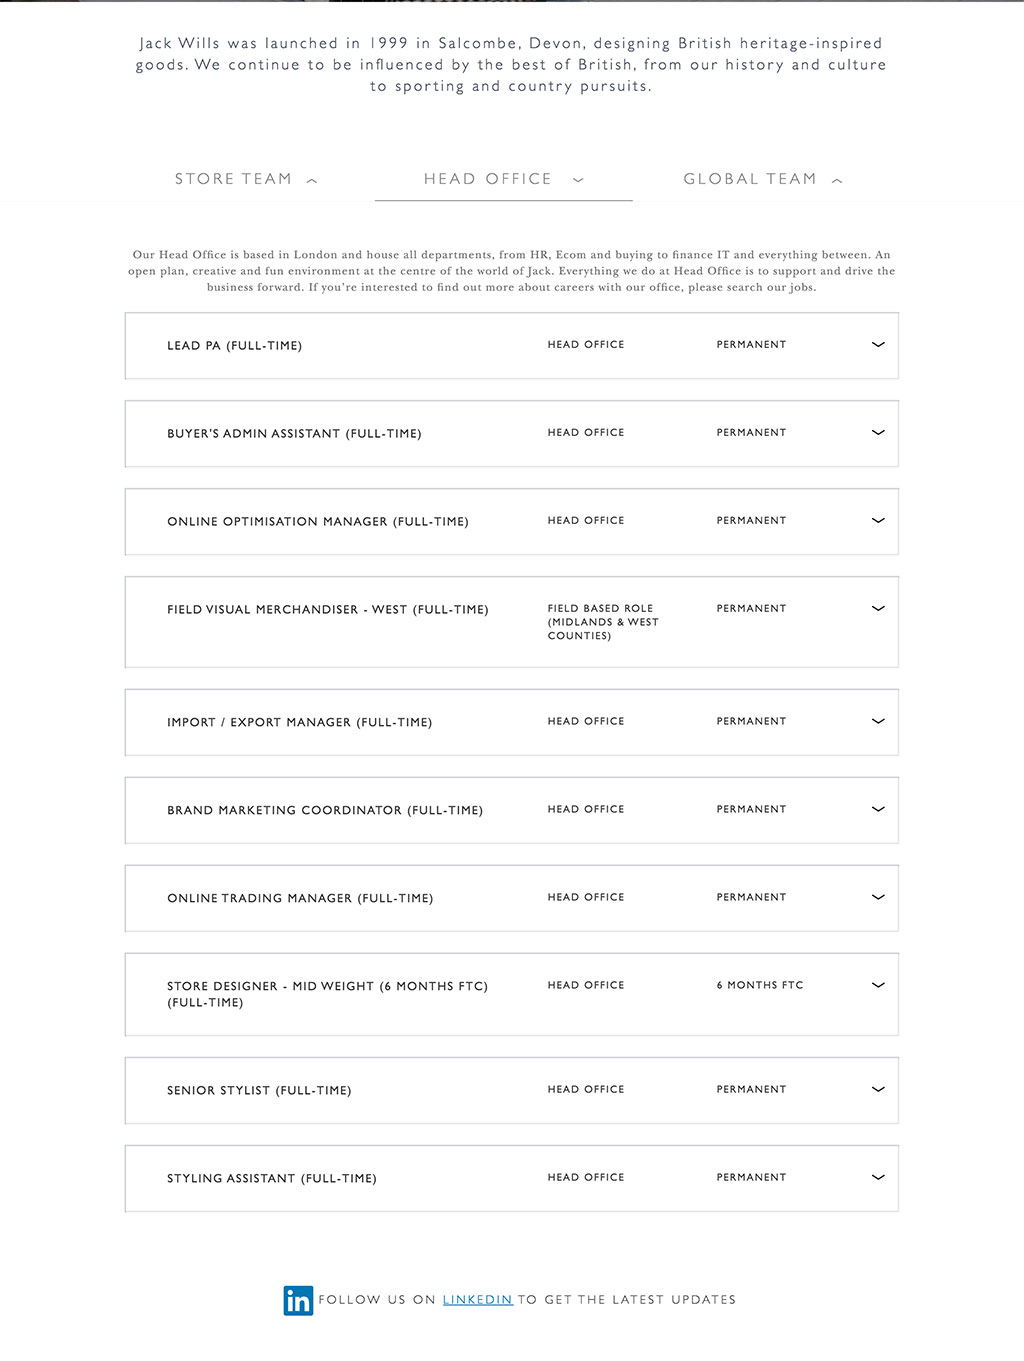 Jack Wills was launched in 1999 in Salcombe, Devon, designing British heritage-inspired
goods. We continue to be influenced by the best of British, from our history and culture
to sporting and country pursuits.
STORE TEAM
HEAD OFFICE
GLOBAL TEAM
Our Head Office is based in London and house all departments, from HR, Ecom and buying to finance IT and everything between. An
open plan, creative and fun environment at the centre of the world of Jack. Everything we do at Head Office is to support and drive the
business forward. If you're interested to find out more about careers with our office, please search our jobs.
LEAD PA (FULL-TIME) HEAD OFFICE PERMANENT
BUYER'S ADMIN ASSISTANT (FULL-TIME) HEAD OFFICE PERMANENT
ONLINE OPTIMISATION MANAGER (FULL-TIME) HEAD OFFICE PERMANENT
FIELD VISUAL MERCHANDISER - WEST (FULL-TIME) FIELD BASED ROLE PERMANENT
(MIDLANDS & WEST
COUNTIES)
IMPORT / EXPORT MANAGER (FULL-TIME) HEAD OFFICE PERMANENT
BRAND MARKETING COORDINATOR (FULL-TIME) HEAD OFFICE PERMANENT
ONLINE TRADING MANAGER (FULL-TIME) HEAD OFFICE PERMANENT
STORE DESIGNER - MID WEIGHT (6 MONTHS FTC) HEAD OFFICE 6 MONTHS FTC
(FULL-TIME)
SENIOR STYLIST (FULL-TIME) HEAD OFFICE PERMANENT
STYLING ASSISTANT (FULL-TIME) HEAD OFFICE PERMANENT
in FOLLOW US ON LINKEDIN TO GET THE LATEST UPDATES